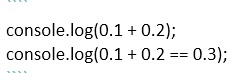 console.log(0.1 + 0.2);
console.log(0.1 + 0.2 == 0.3);